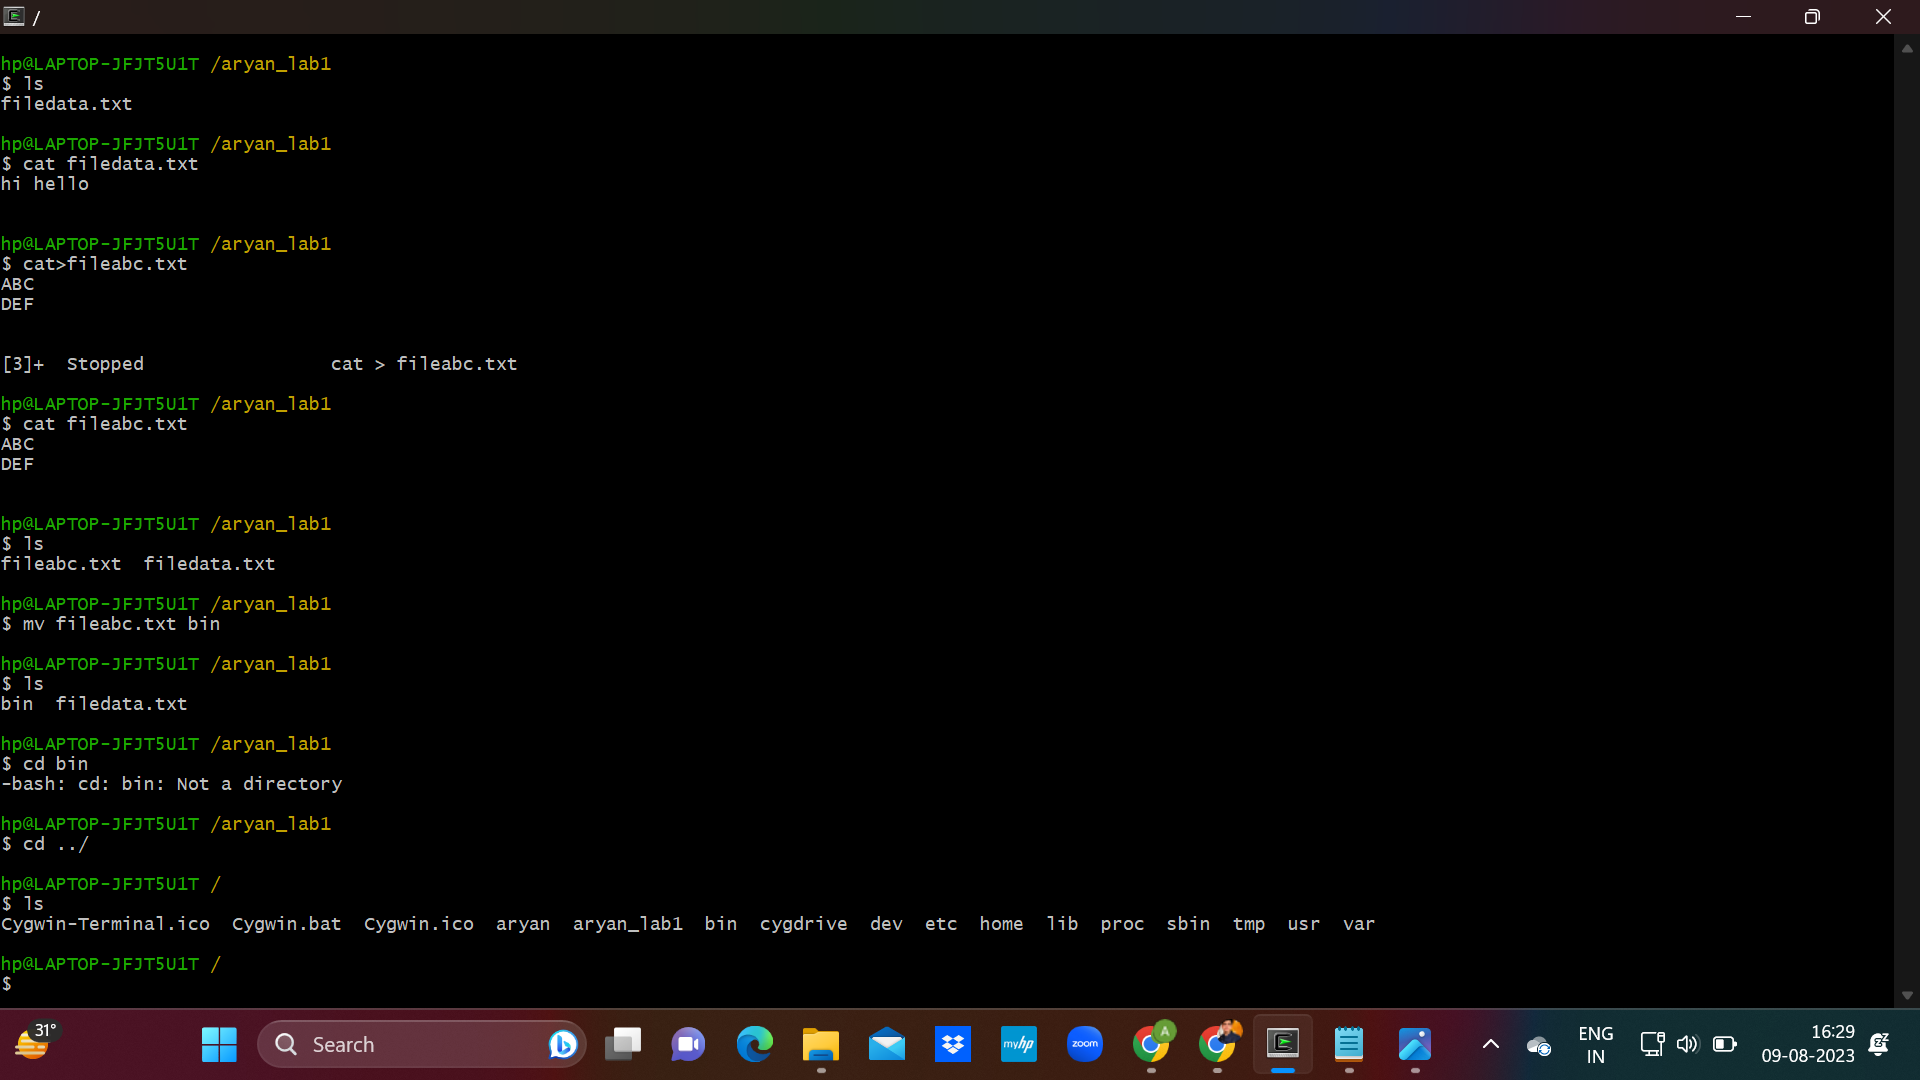 /
hp@LAPTOP-JFJT5U1T /aryan_lab1
$ ls
filedata.txt
hp@LAPTOP-JFJT5U1T /aryan_lab1
$ cat filedata.txt
hi hello
hp@LAPTOP-JFJT5U1T /aryan_lab1
$ cat>fileabc.txt
ABC
DEF
[3]+  Stopped                 cat > fileabc.txt
hp@LAPTOP-JFJT5U1T /aryan_lab1
$ cat fileabc.txt
ABC
DEF
hp@LAPTOP-JFJT5U1T /aryan_lab1
$ ls
fileabc.txt  filedata.txt
hp@LAPTOP-JFJT5U1T /aryan_lab1
$ mv fileabc.txt bin
hp@LAPTOP-JFJT5U1T /aryan_lab1
$ ls
bin  filedata.txt
hp@LAPTOP-JFJT5U1T /aryan_lab1
$ cd bin
-bash: cd: bin: Not a directory
hp@LAPTOP-JFJT5U1T /aryan_lab1
$ cd ../
hp@LAPTOP-JFJT5U1T /
$ ls
Cygwin-Terminal.ico  Cygwin.bat  Cygwin.ico  aryan  aryan_lab1  bin  cygdrive  dev  etc  home  lib  proc  sbin  tmp  usr  var
hp@LAPTOP-JFJT5U1T /
$
31°
Search
myhp
zoom
A
ENG
IN
16:29
09-08-2023